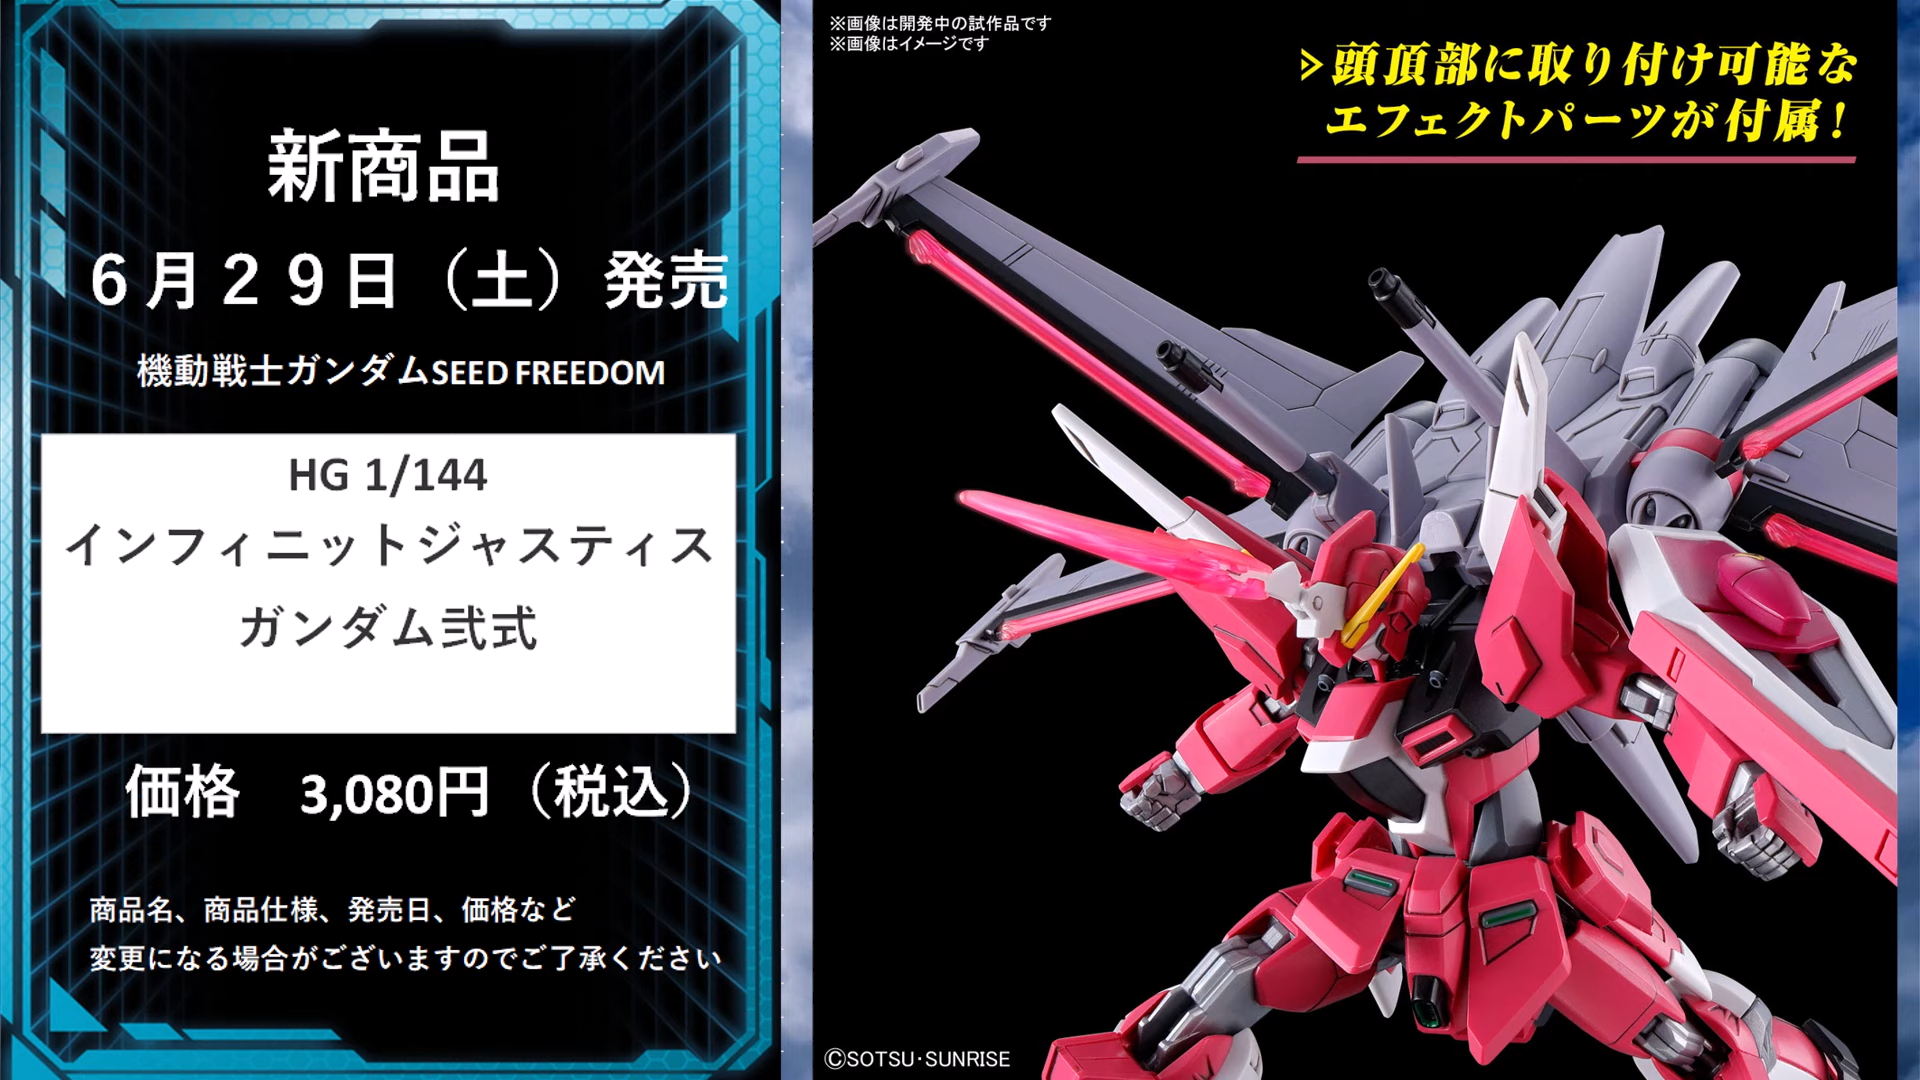 新商品
６月２９日（土）発売
機動戦士ガンダムSEED FREEDOM
HG 1/144
インフィニットジャスティス
ガンダム弐式
価格　3,080円（税込）
商品名、商品仕様、発売日、価格など
変更になる場合がございますのでご了承ください
※画像は開発中の試作品です
※画像はイメージです
>頭頂部に取り付け可能な
エフェクトパーツが付属！
©SOTSU・SUNRISE